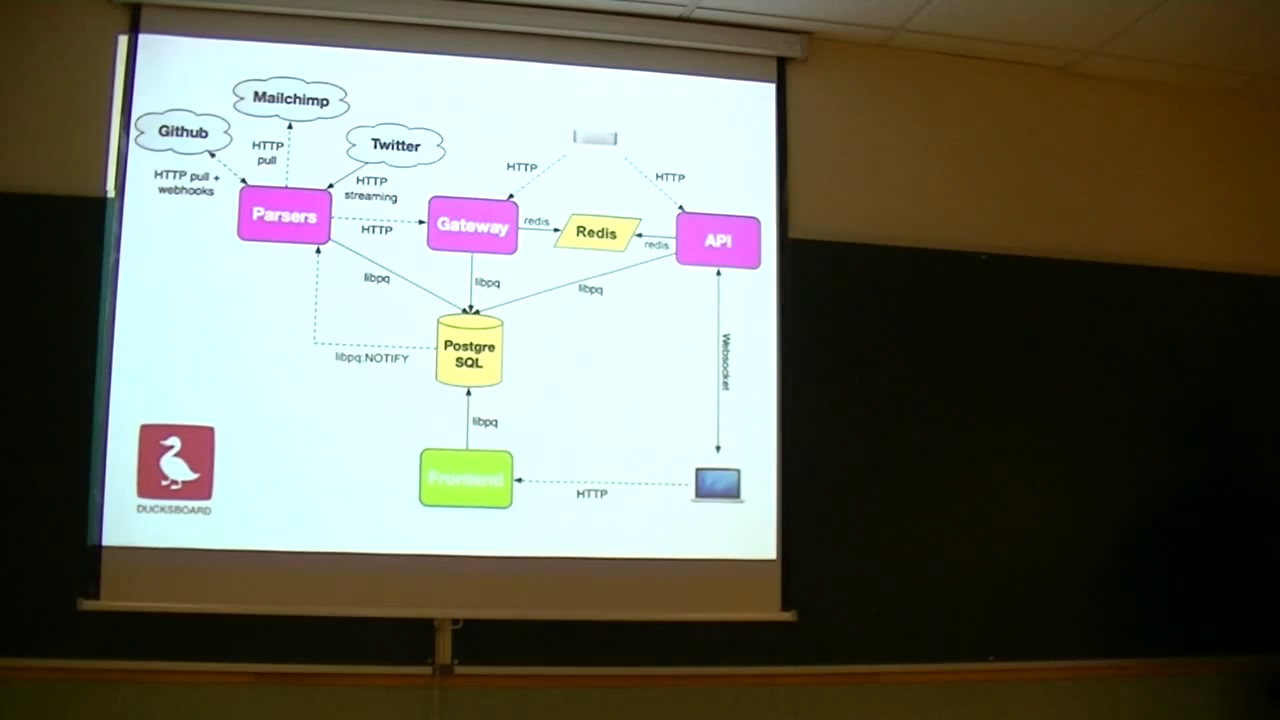 Mailchimp
Github
Twitter
HTTP
pull
HTTP pull +
webhooks
HTTP
streaming
HTTP
HTTP
Parsers
HTTP
Gateway
redis
Redis
redis
API
libpq
libpq
libpq
Postgre
SQL
libpq:NOTIFY
Websocket
libpq
Frontend
HTTP
DUCKSBOARD